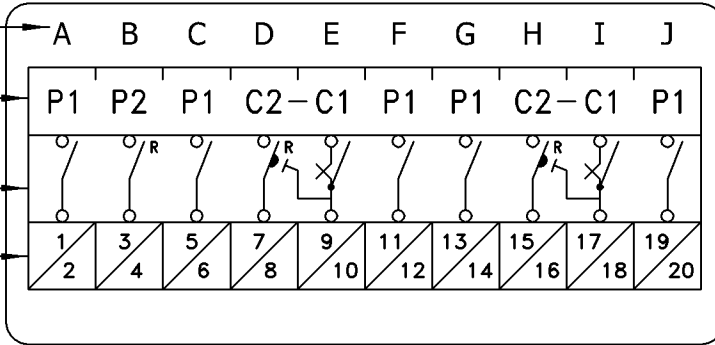 A B C D E F G H I J
P1 P2 P1 C2-C1 P1 P1 C2-C1 P1
R R R
1 3 5 7 9 11 13 15 17 19
2 4 6 8 10 12 14 16 18 20